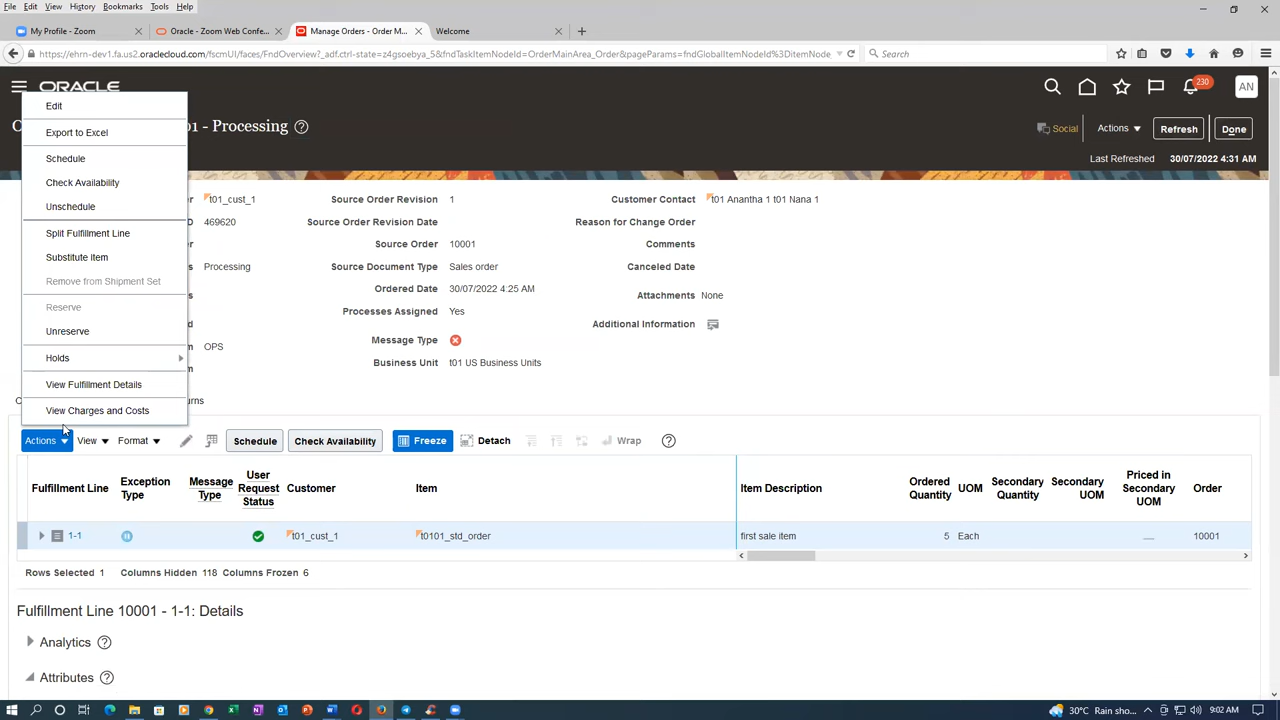 File Edit View History Bookmarks Tools Help
My Profile - Zoom
Oracle - Zoom Web Confe...
Manage Orders - Order M...
Welcome
https://ehrn-dev1.fa.us2.oraclecloud.com/fscmUI/faces/FndOverview?_adf.ctrl-state=z4gsoebya_5&fndTaskItemNodeId=OrderMainArea_Order&pageParams=fndGlobalItemNodeId%3DitemNode
Search
ORACLE
230
AN
01 - Processing
Social
Actions
Refresh
Done
Last Refreshed 30/07/2022 4:31 AM
Edit
Export to Excel
Schedule
Check Availability
Unschedule
Split Fulfillment Line
Substitute Item
Remove from Shipment Set
Reserve
Unreserve
Holds
View Fulfillment Details
View Charges and Costs
t01_cust_1
Source Order Revision 1
Customer Contact t01 Anantha 1 t01 Nana 1
469620
Source Order Revision Date
Reason for Change Order
Source Order 10001
Comments
Processing
Source Document Type Sales order
Canceled Date
Ordered Date 30/07/2022 4:25 AM
Attachments None
Processes Assigned Yes
Additional Information
OPS
Message Type
Business Unit t01 US Business Units
urns
Actions View Format Schedule Check Availability Freeze Detach Wrap
Fulfillment Line
Exception Type
Message Type
User Request Status
Customer
Item
Item Description
Ordered Quantity
UOM
Secondary Quantity
Secondary UOM
Priced in Secondary UOM
Order
1-1 t01_cust_1 t0101_std_order first sale item 5 Each 10001
Rows Selected 1 Columns Hidden 118 Columns Frozen 6
Fulfillment Line 10001 - 1-1: Details
Analytics
Attributes
30°C Rain sho... 9:02 AM